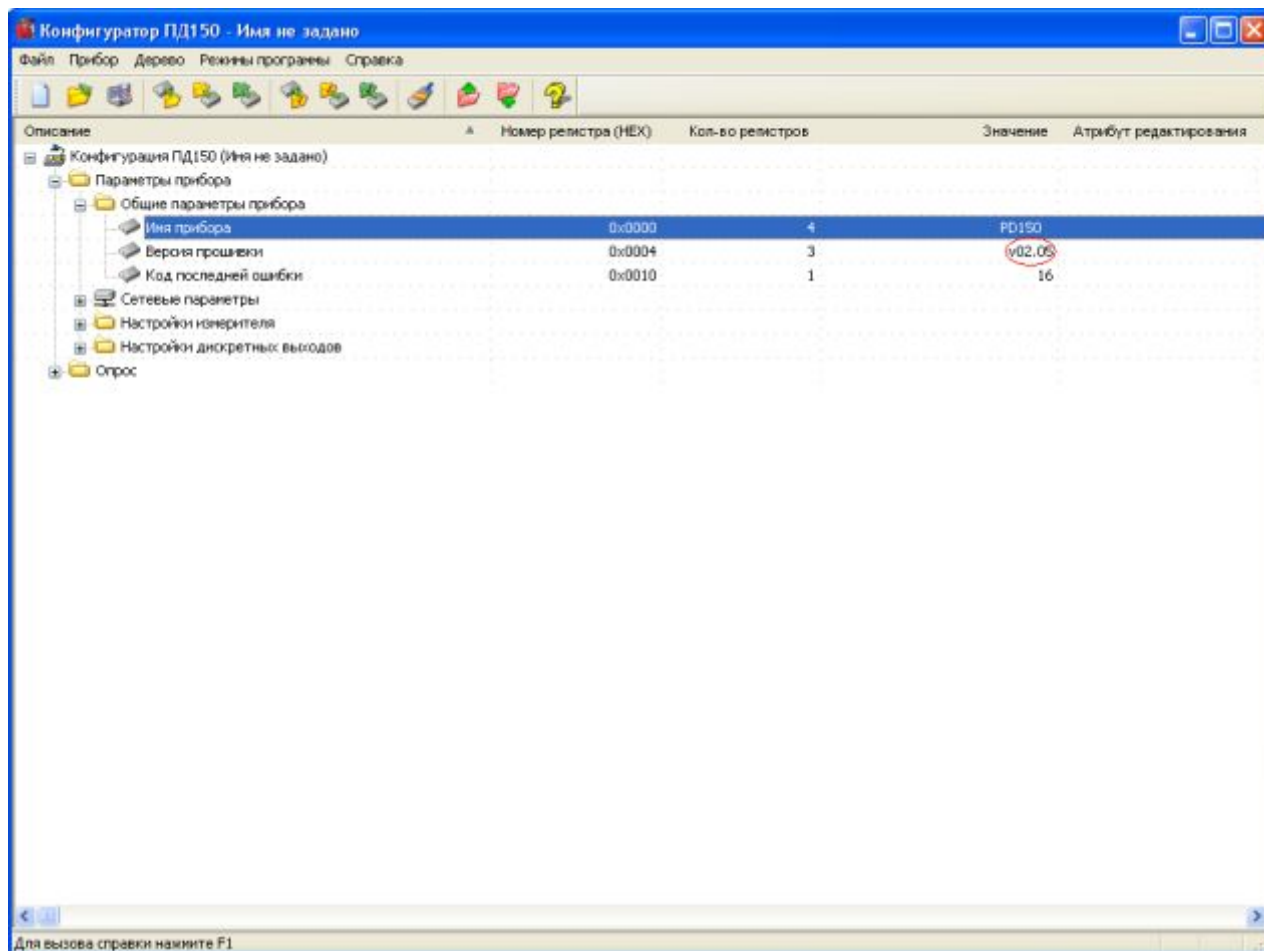 Конфигуратор ПД150 - Имя не задано
Файл Прибор Дерево Режимы программы Справка
Описание Номер регистра (HEX) Кол-во регистров Значение Атрибут редактирования
Конфигурация ПД150 (Имя не задано)
Параметры прибора
Общие параметры прибора
Имя прибора 0x0000 4 PD150
Версия прошивки 0x0004 3 v02.05
Код последней ошибки 0x0010 1 16
Сетевые параметры
Настройки измерителя
Настройки дискретных выходов
Опрос
Для вызова справки нажмите F1